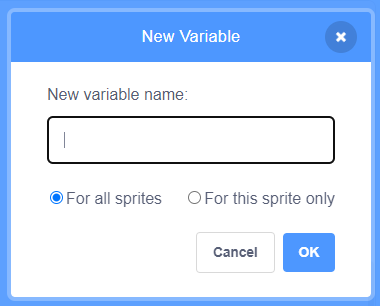 New Variable
New variable name:
For all sprites For this sprite only
Cancel OK